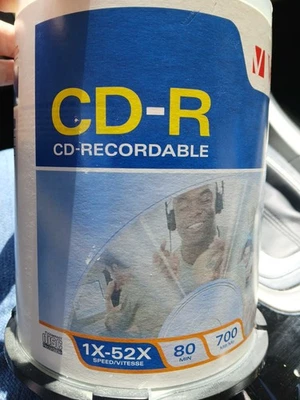 CD-R
CD-RECORDABLE
1X-52X
SPEED/VITESSE
80
MIN
700